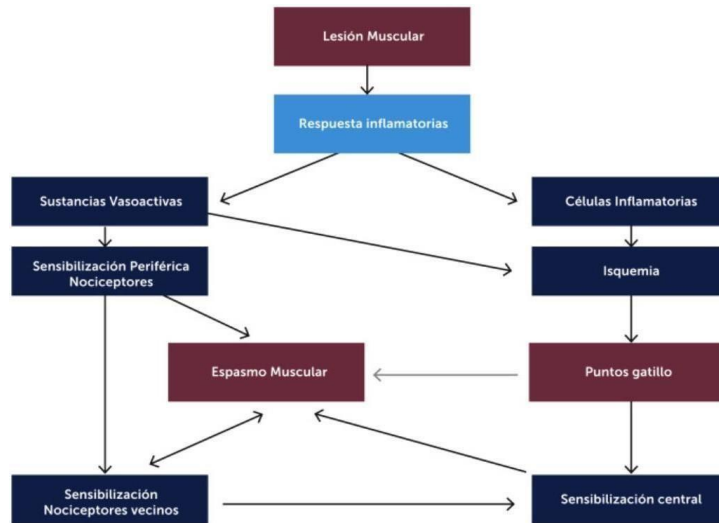 Lesión Muscular
Respuesta inflamatorias
Sustancias Vasoactivas
Células Inflamatorias
Sensibilización Periférica
Nociceptores
Isquemia
Espasmo Muscular
Puntos gatillo
Sensibilización
Nociceptores vecinos
Sensibilización central